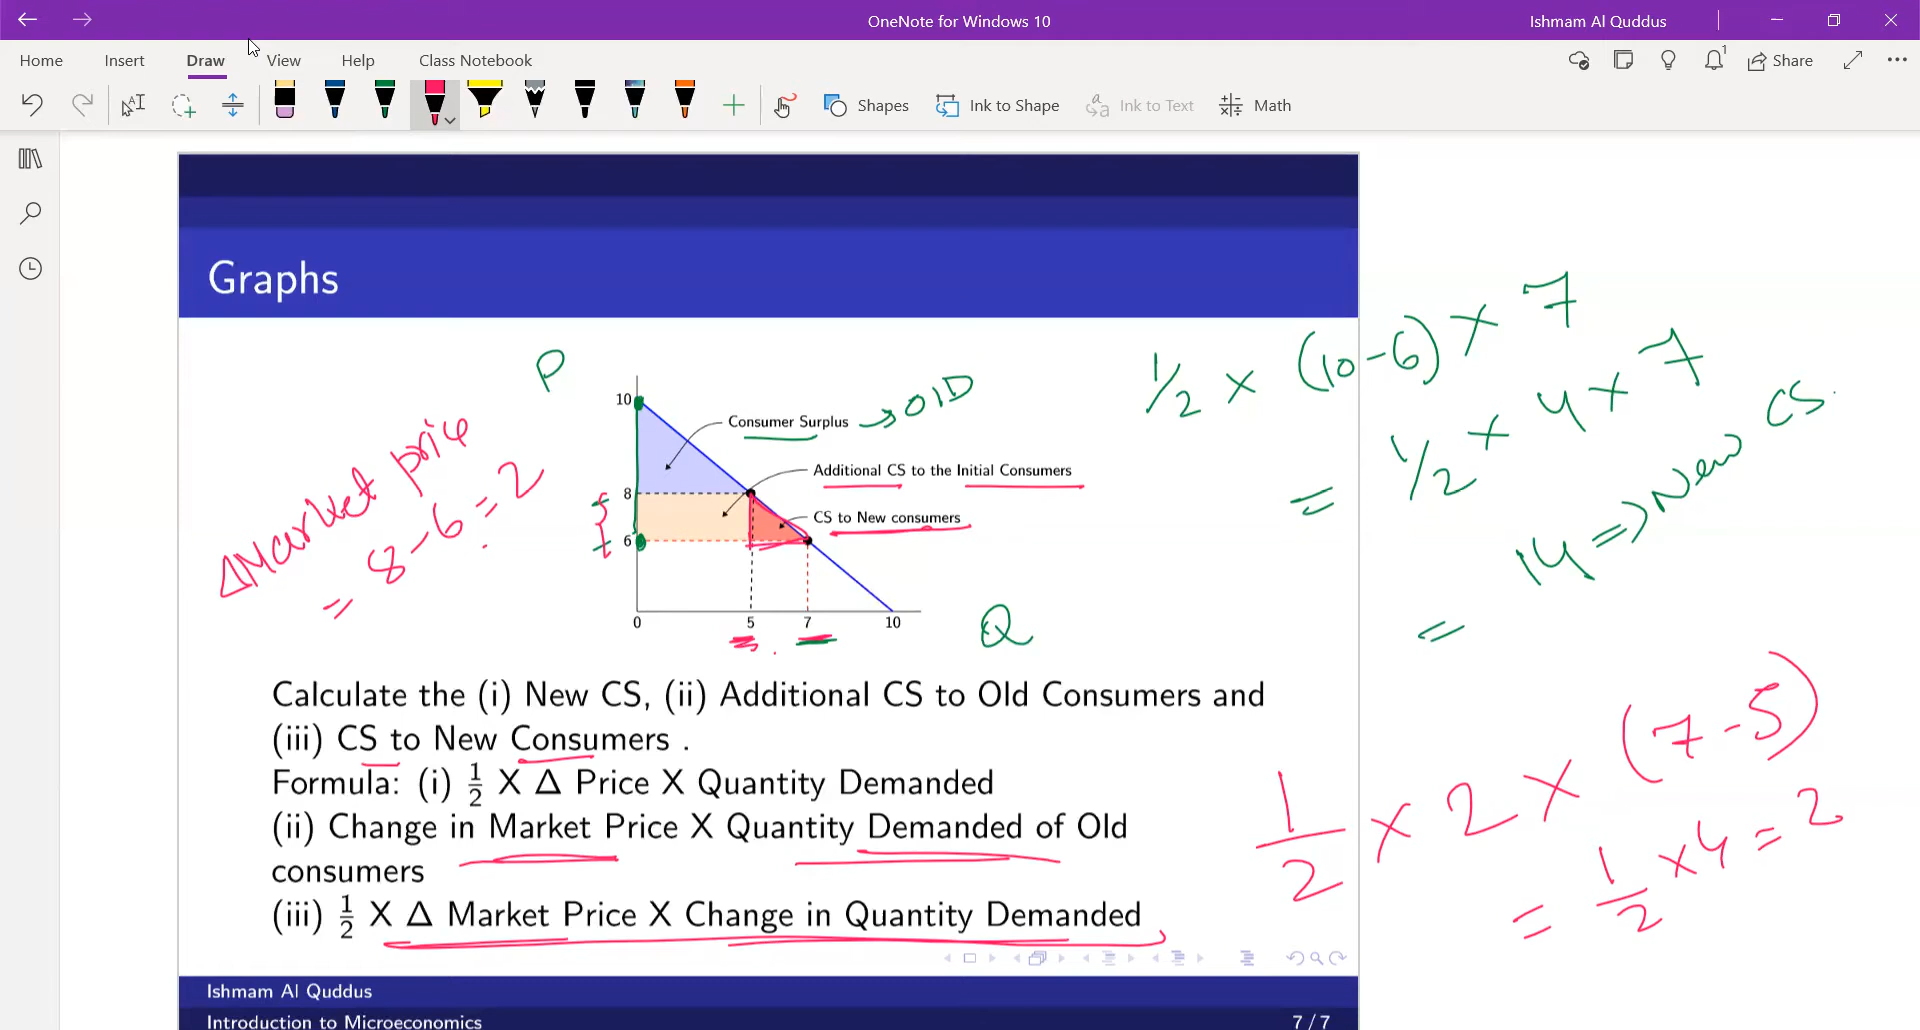 OneNote for Windows 10
Ishmam Al Quddus
Home Insert Draw View Help Class Notebook
1
Share
Shapes Ink to Shape Ink to Text Math
Graphs
P
10
Consumer Surplus → OlD
Additional CS to the Initial Consumers
8
CS to New consumers
6
0 5 7 10
Q
ΔMarket price
= 8-6 = 2
1/2 × (10-6) × 7
= 1/2 × 4 × 7
= 14 => New CS
Calculate the (i) New CS, (ii) Additional CS to Old Consumers and
(iii) CS to New Consumers .
Formula: (i) 1/2 X Δ Price X Quantity Demanded
(ii) Change in Market Price X Quantity Demanded of Old
consumers
(iii) 1/2 X Δ Market Price X Change in Quantity Demanded
1/2 × 2 × (7-5)
= 1/2 × 4 = 2
Ishmam Al Quddus
Introduction to Microeconomics
7 / 7